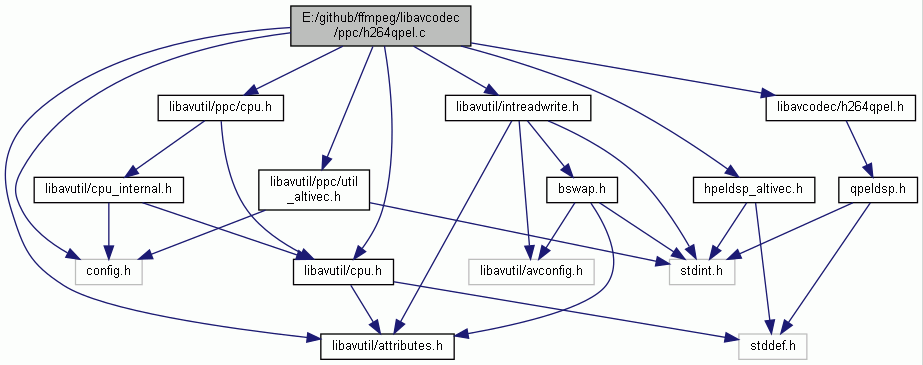 E:/github/ffmpeg/libavcodec
/ppc/h264qpel.c
libavutil/ppc/cpu.h
libavutil/intreadwrite.h
libavcodec/h264qpel.h
libavutil/cpu_internal.h
libavutil/ppc/util
_altivec.h
bswap.h
hpeldsp_altivec.h
qpeldsp.h
config.h
libavutil/cpu.h
libavutil/avconfig.h
stdint.h
libavutil/attributes.h
stddef.h